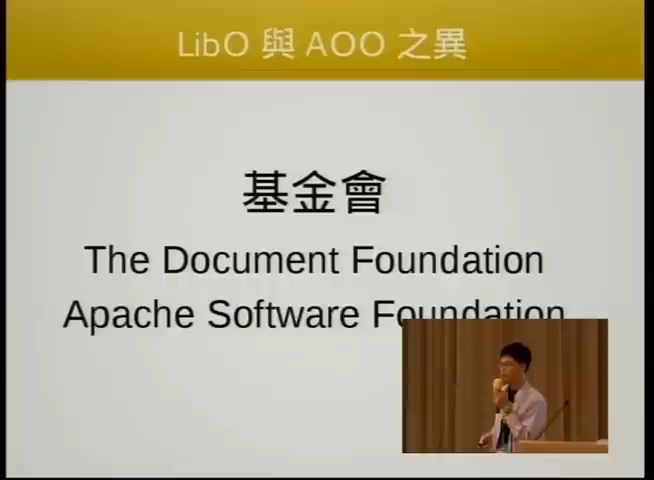 LibO 與 AOO 之異
基金會
The Document Foundation
Apache Software Foundation